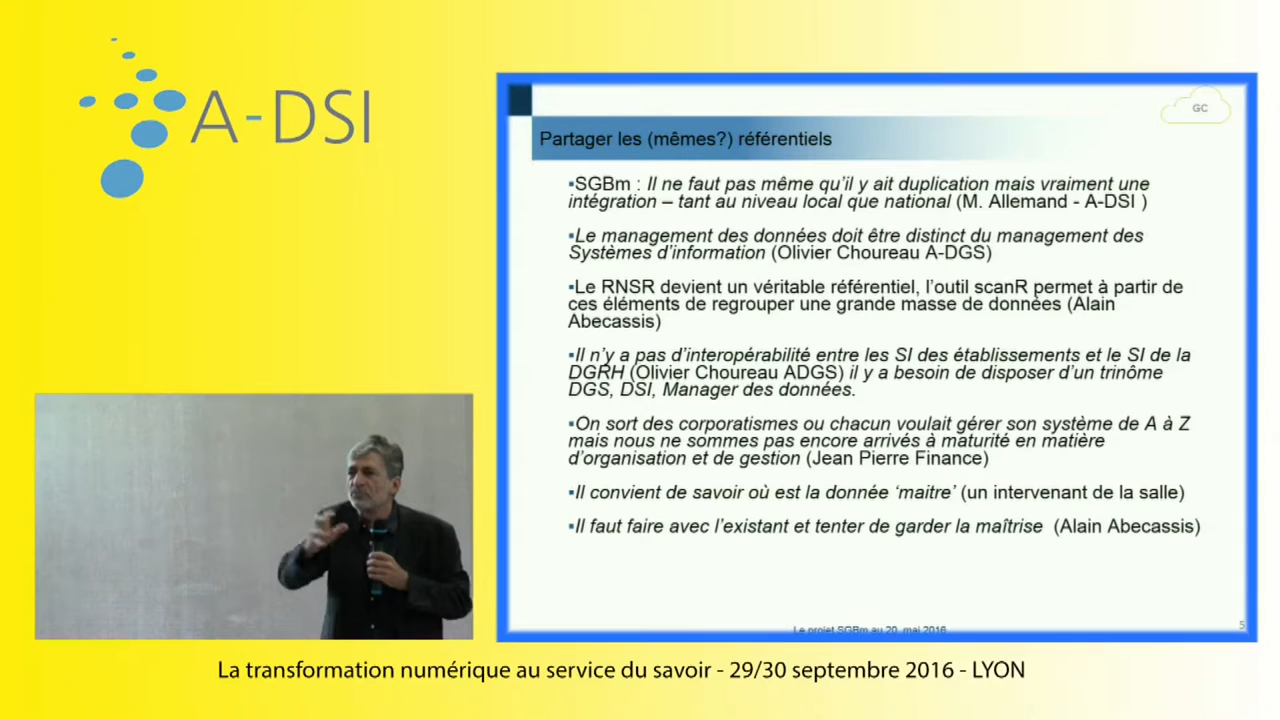 A-DSI
GC
Partager les (mêmes?) référentiels
▪SGBm : Il ne faut pas même qu'il y ait duplication mais vraiment une
intégration – tant au niveau local que national (M. Allemand - A-DSI )
▪Le management des données doit être distinct du management des
Systèmes d'information (Olivier Choureau A-DGS)
▪Le RNSR devient un véritable référentiel, l'outil scanR permet à partir de
ces éléments de regrouper une grande masse de données (Alain
Abecassis)
▪Il n'y a pas d'interopérabilité entre les SI des établissements et le SI de la
DGRH (Olivier Choureau ADGS) il y a besoin de disposer d'un trinôme
DGS, DSI, Manager des données.
▪On sort des corporatismes ou chacun voulait gérer son système de A à Z
mais nous ne sommes pas encore arrivés à maturité en matière
d'organisation et de gestion (Jean Pierre Finance)
▪Il convient de savoir où est la donnée 'maitre' (un intervenant de la salle)
▪Il faut faire avec l'existant et tenter de garder la maîtrise (Alain Abecassis)
Le projet SGBm au 20 mai 2016
5
La transformation numérique au service du savoir - 29/30 septembre 2016 - LYON